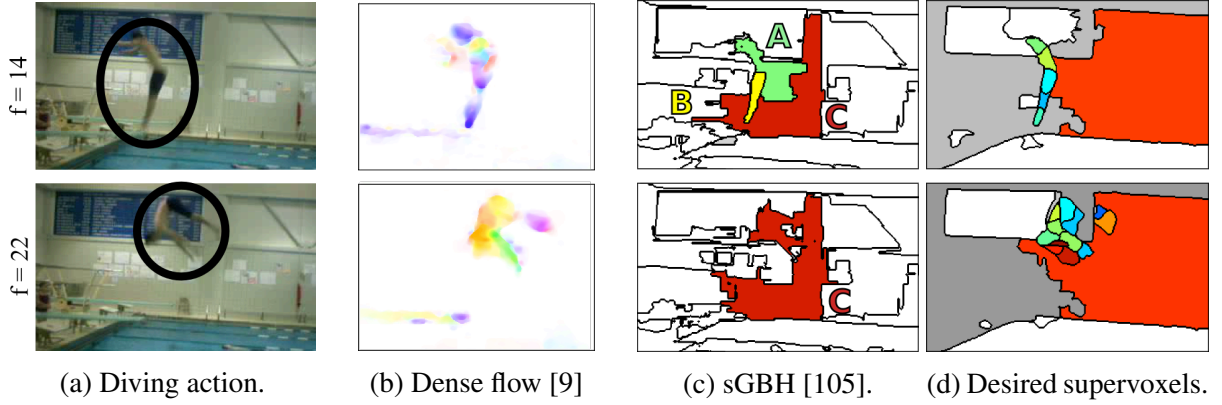 f = 14
A
B
C
f = 22
C
(a) Diving action.
(b) Dense flow [9]
(c) sGBH [105].
(d) Desired supervoxels.